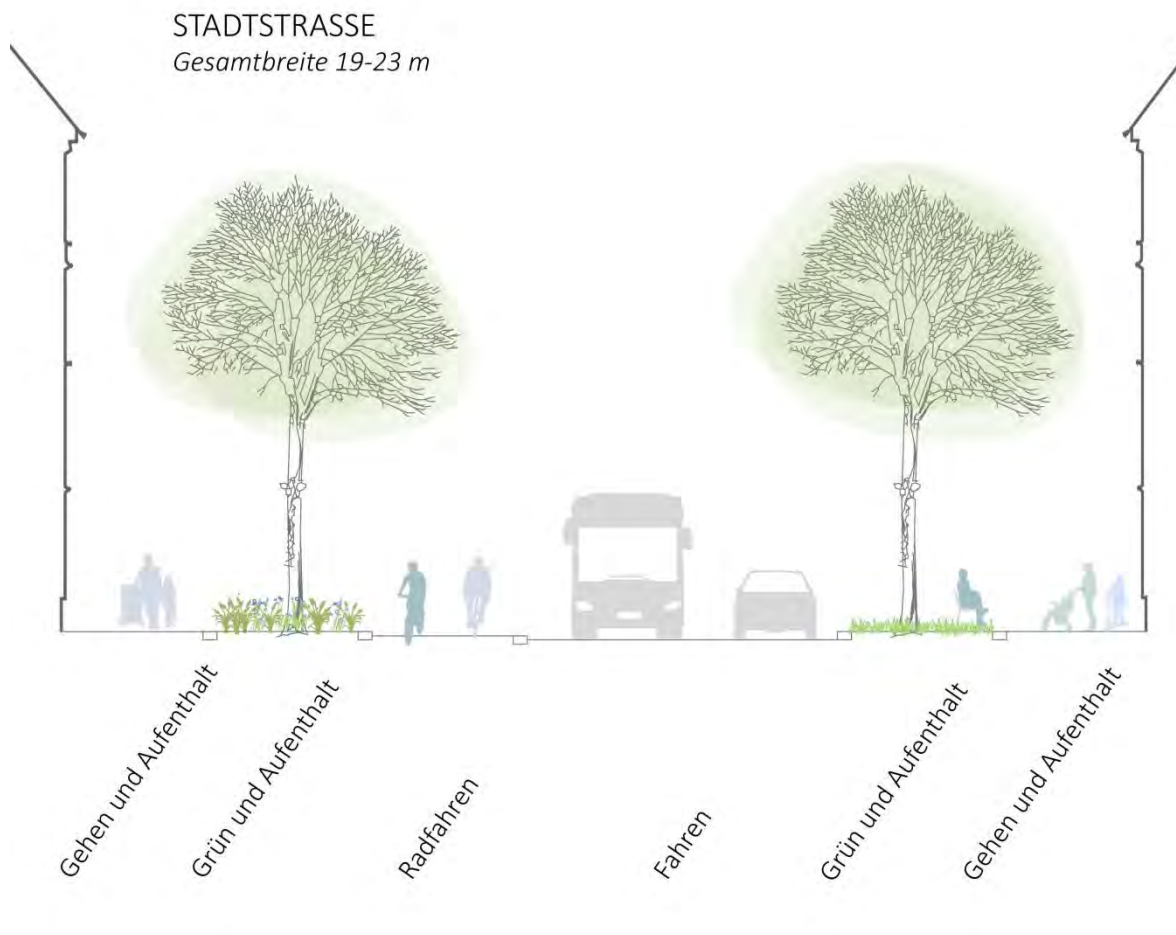 STADTSTRASSE
Gesamtbreite 19-23 m
Gehen und Aufenthalt
Grün und Aufenthalt
Radfahren
Fahren
Grün und Aufenthalt
Gehen und Aufenthalt